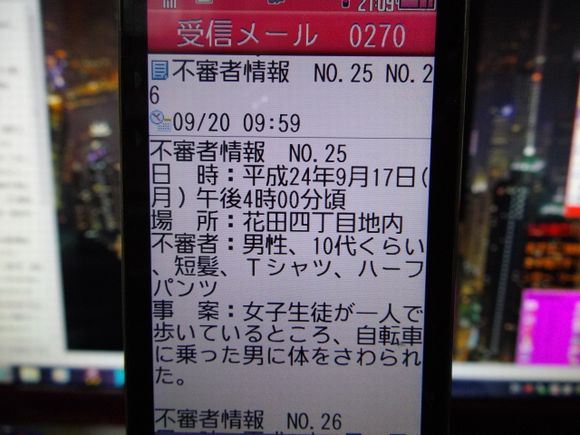 21:09
受信メール 0270
不審者情報 NO.25 NO.2
6
09/20 09:59
不審者情報 NO.25
日 時：平成24年9月17日(
月)午後4時00分頃
場 所：花田四丁目地内
不審者：男性、10代くらい
、短髪、Tシャツ、ハーフ
パンツ
事 案：女子生徒が一人で
歩いているところ、自転車
に乗った男に体をさわられ
た。
不審者情報 NO.26